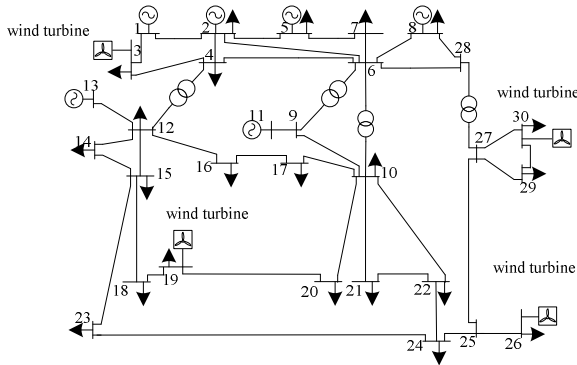 1 2 5 7 8
wind turbine 3 4 6 28
13 wind turbine
12 11 9 30
14 27
15 16 17 10 29
wind turbine
19 wind turbine
18 20 21 22
23 24 25 26